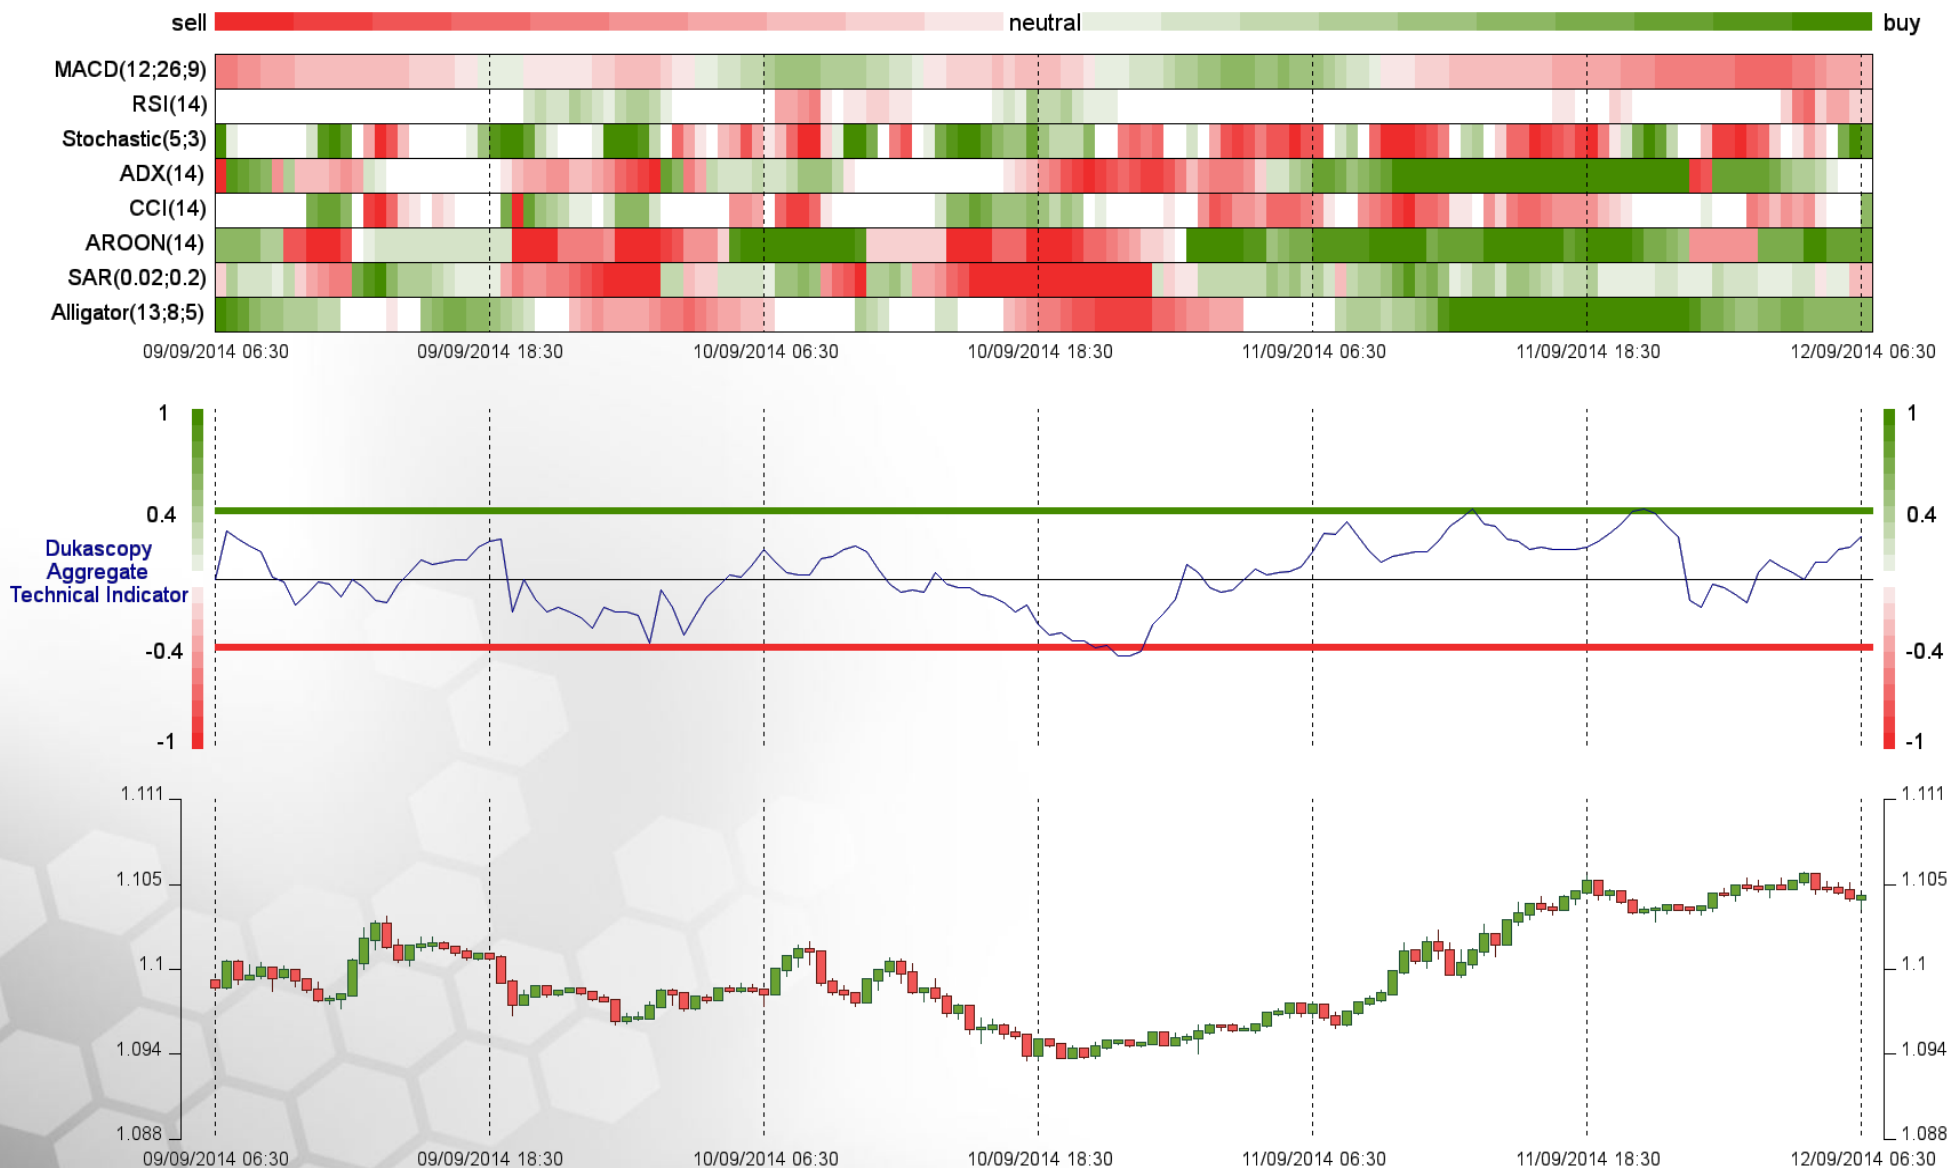 sell neutral buy
MACD(12;26;9)
RSI(14)
Stochastic(5;3)
ADX(14)
CCI(14)
AROON(14)
SAR(0.02;0.2)
Alligator(13;8;5)
09/09/2014 06:30 09/09/2014 18:30 10/09/2014 06:30 10/09/2014 18:30 11/09/2014 06:30 11/09/2014 18:30 12/09/2014 06:30
1 1
0.4 0.4
Dukascopy
Aggregate
Technical Indicator
-0.4 -0.4
-1 -1
1.111 1.111
1.105 1.105
1.1 1.1
1.094 1.094
1.088 1.088
09/09/2014 06:30 09/09/2014 18:30 10/09/2014 06:30 10/09/2014 18:30 11/09/2014 06:30 11/09/2014 18:30 12/09/2014 06:30